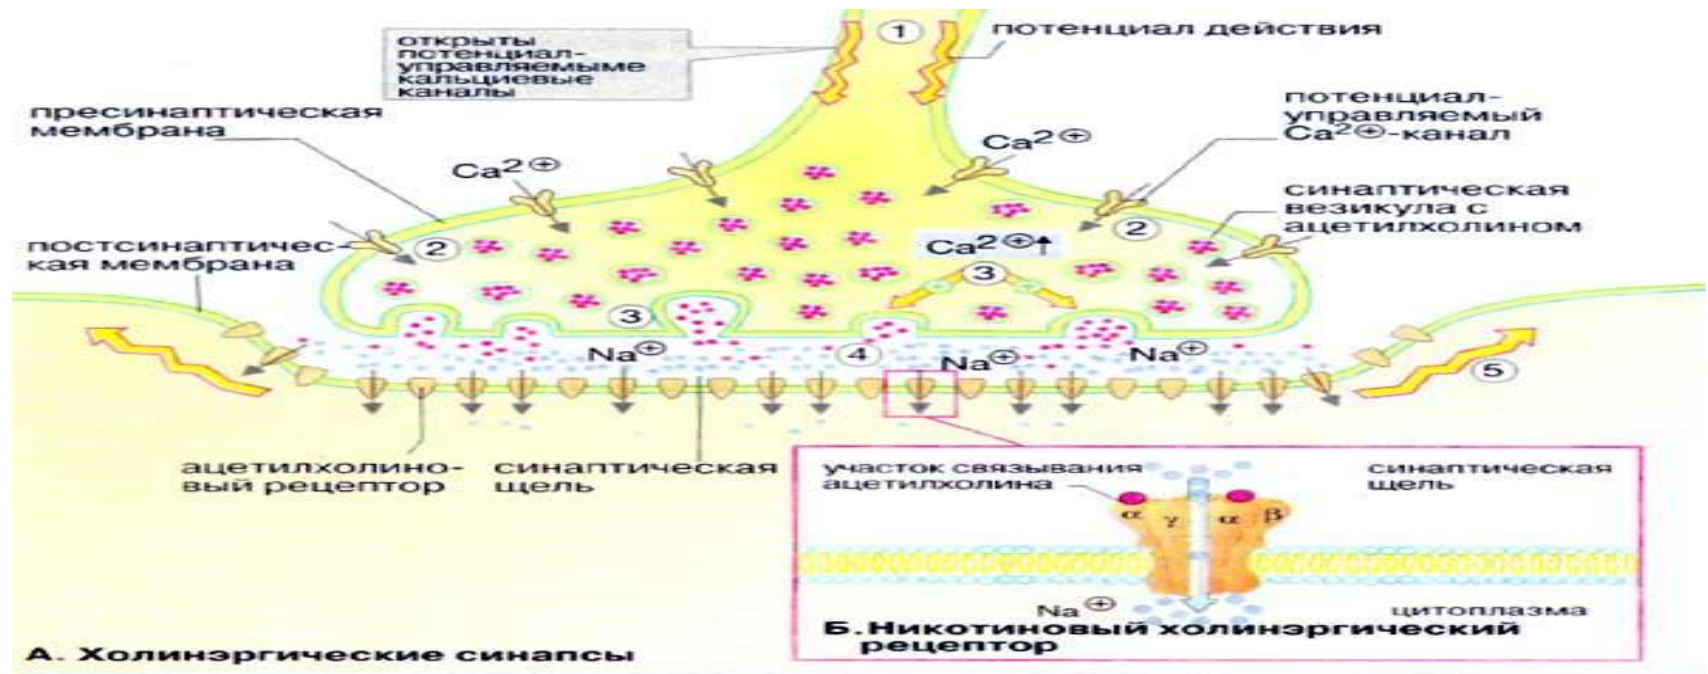 открыты
потенциал-
управляемыме
кальциевые
каналы
1
потенциал действия
пресинаптическая
мембрана
потенциал-
управляемый
Ca2⊕-канал
Ca2⊕
Ca2⊕
синаптическая
везикула с
ацетилхолином
постсинаптичес-
кая мембрана
2
2
Ca2⊕↑
3
3
Na⊕
4
Na⊕
Na⊕
5
ацетилхолино-
вый рецептор
синаптическая
щель
участок связывания
ацетилхолина
синаптическая
щель
α γ α β
Na⊕
цитоплазма
Б. Никотиновый холинэргический
рецептор
А. Холинэргические синапсы